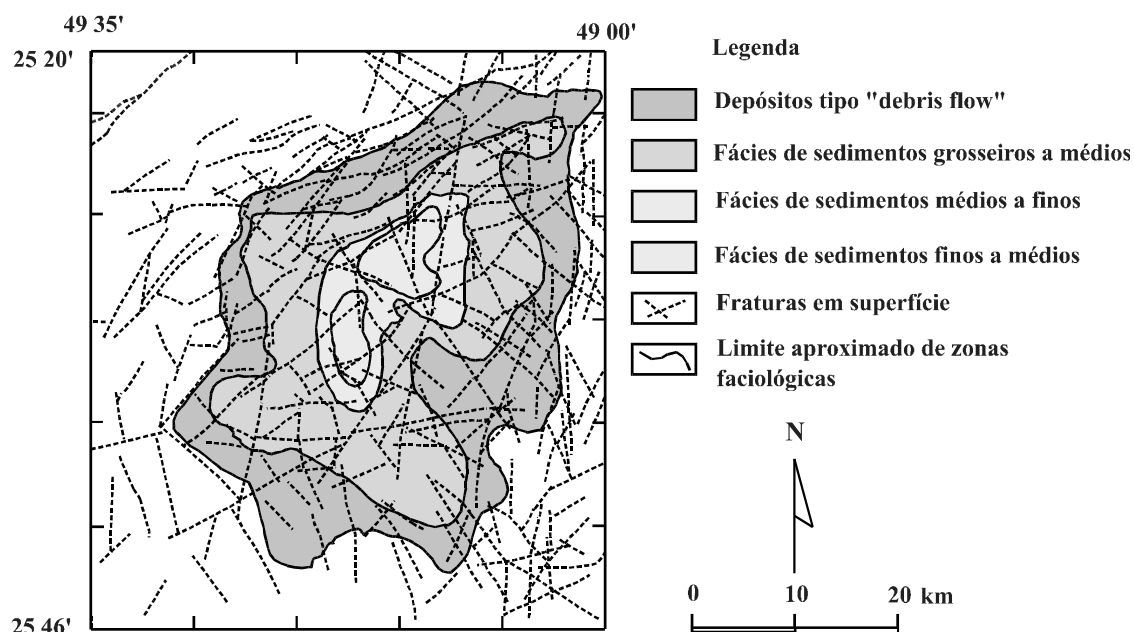 49 35'
49 00'
25 20'
25 46'
Legenda
Depósitos tipo "debris flow"
Fácies de sedimentos grosseiros a médios
Fácies de sedimentos médios a finos
Fácies de sedimentos finos a médios
Fraturas em superfície
Limite aproximado de zonas
faciológicas
N
0 10 20 km